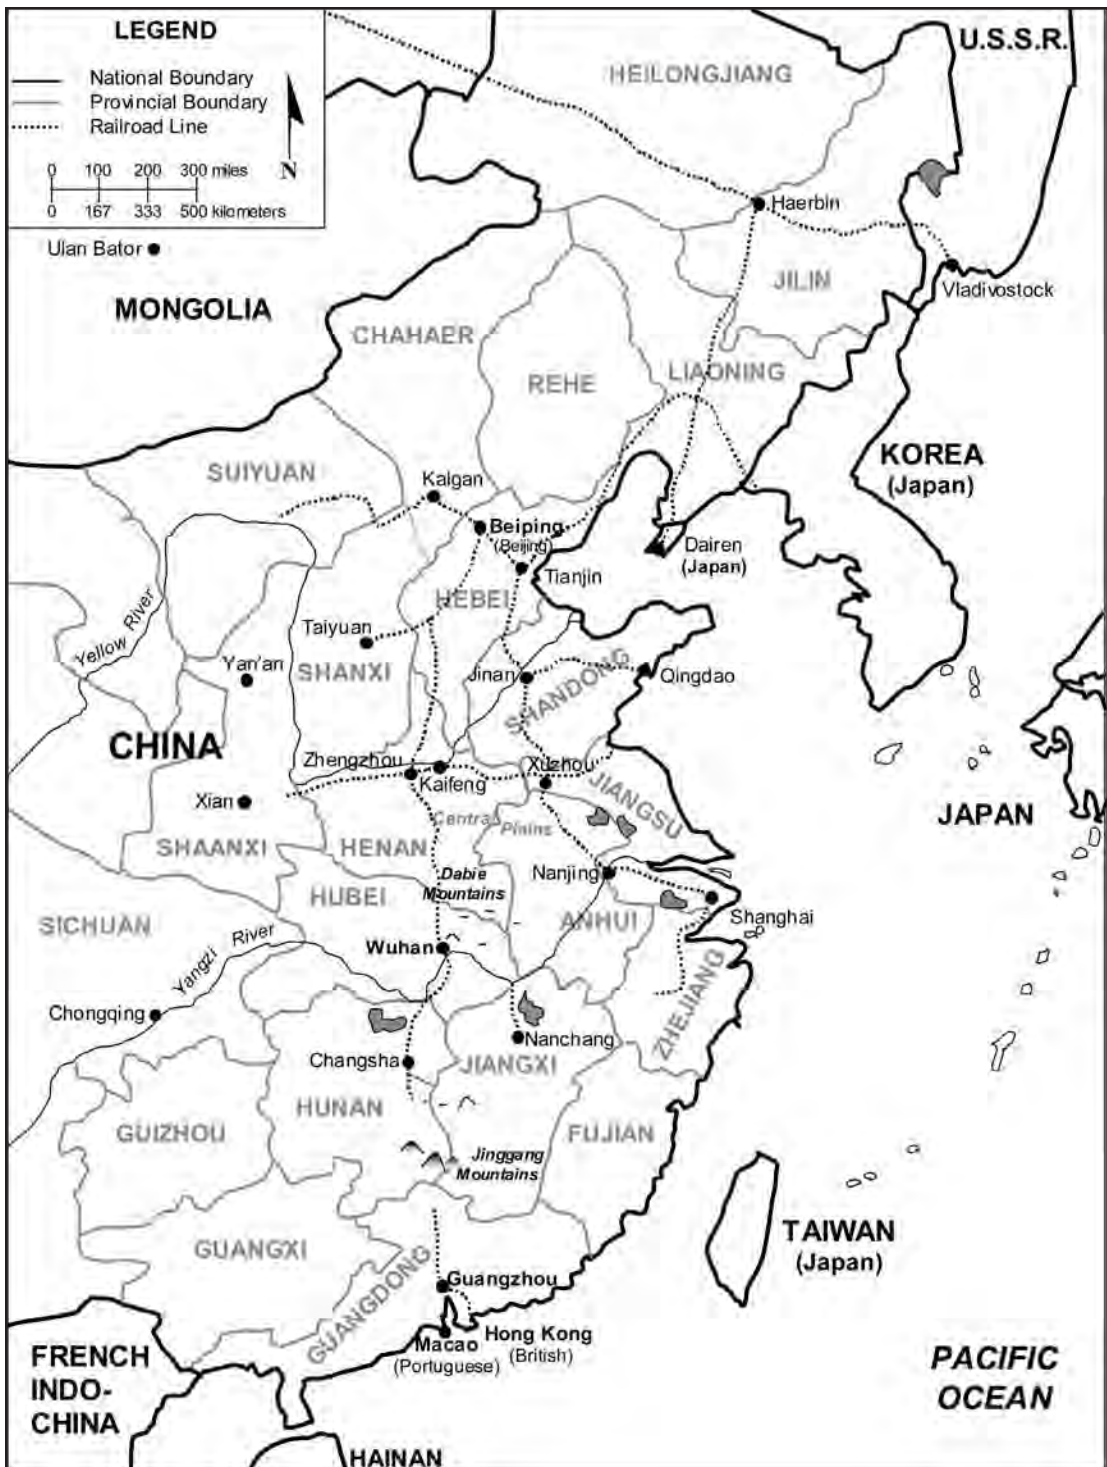 LEGEND
National Boundary
Provincial Boundary
Railroad Line
0 100 200 300 miles
0 167 333 500 kilometers
N
U.S.S.R.
HEILONGJIANG
Haerbin
Ulan Bator
JILIN
Vladivostock
MONGOLIA
CHAHAER
REHE
LIAONING
KOREA
(Japan)
SUIYUAN
Kalgan
Beiping
(Beijing)
Dairen
(Japan)
Tianjin
HEBEI
Yellow River
Taiyuan
Yan'an
SHANXI
Jinan
SHANDONG
Qingdao
CHINA
Zhengzhou
Kaifeng
Xuzhou
JIANGSU
Xian
JAPAN
Central Plains
SHAANXI
HENAN
Dabie
Mountains
Nanjing
HUBEI
ANHUI
Shanghai
SICHUAN
Yangzi River
Wuhan
ZHEJIANG
Chongqing
Nanchang
Changsha
JIANGXI
HUNAN
GUIZHOU
FUJIAN
Jinggang
Mountains
TAIWAN
(Japan)
GUANGXI
GUANGDONG
Guangzhou
Hong Kong
(British)
Macao
(Portuguese)
FRENCH
INDO-
CHINA
PACIFIC
OCEAN
HAINAN